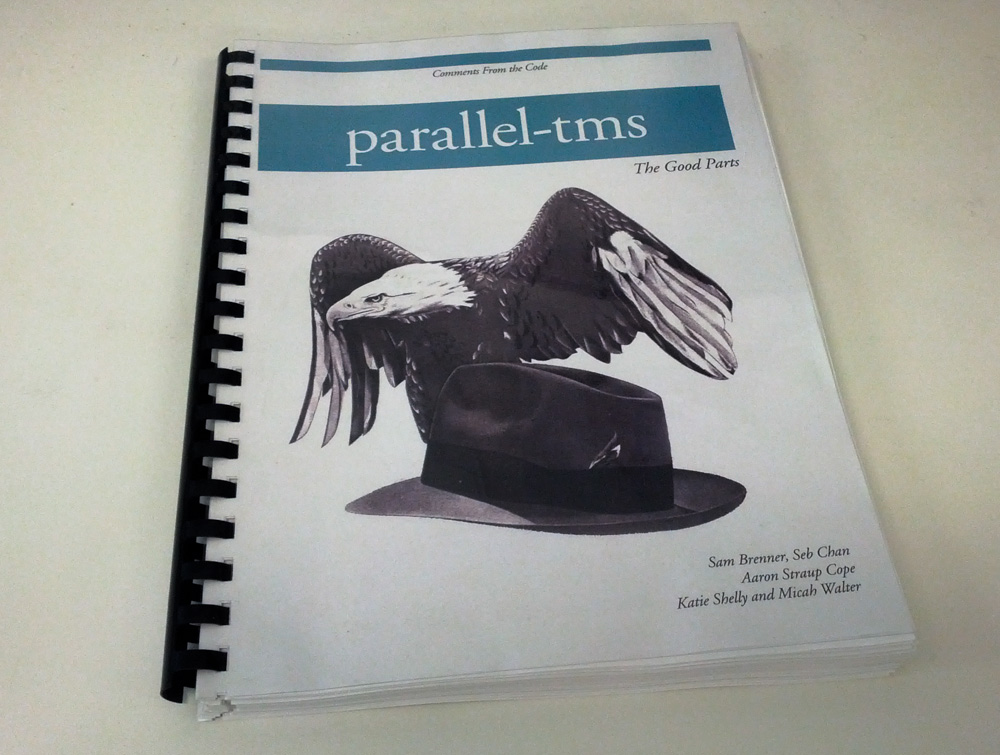 Comments From the Code
parallel-tms
The Good Parts
Sam Brenner, Seb Chan
Aaron Straup Cope
Katie Shelly and Micah Walter